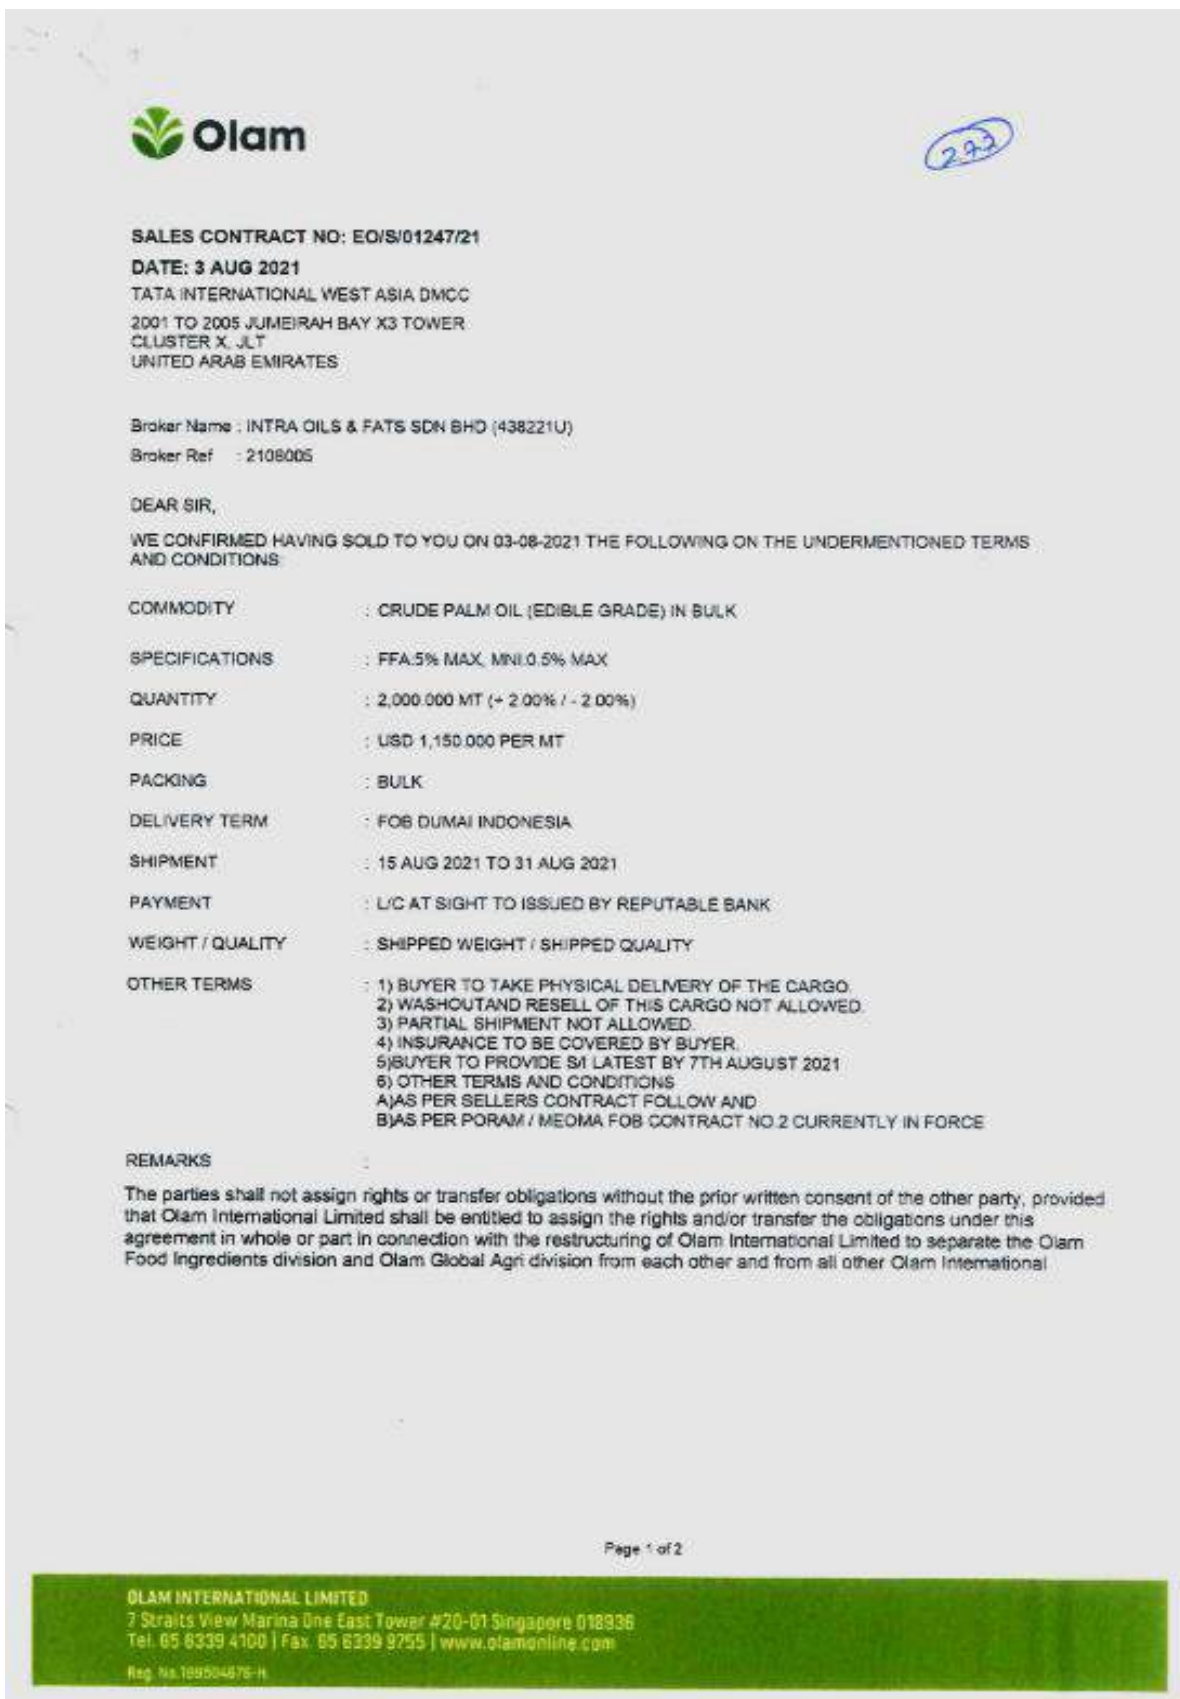 Olam
SALES CONTRACT NO: EO/S/01247/21
DATE: 3 AUG 2021
TATA INTERNATIONAL WEST ASIA DMCC
2001 TO 2005 JUMEIRAH BAY X3 TOWER
CLUSTER X, JLT
UNITED ARAB EMIRATES
Broker Name : INTRA OILS & FATS SDN BHD (438221U)
Broker Ref : 2108005
DEAR SIR,
WE CONFIRMED HAVING SOLD TO YOU ON 03-08-2021 THE FOLLOWING ON THE UNDERMENTIONED TERMS
AND CONDITIONS:
COMMODITY : CRUDE PALM OIL (EDIBLE GRADE) IN BULK
SPECIFICATIONS : FFA:5% MAX, MNI:0.5% MAX
QUANTITY : 2,000.000 MT (+ 2.00% / - 2.00%)
PRICE : USD 1,150.000 PER MT
PACKING : BULK
DELIVERY TERM : FOB DUMAI INDONESIA
SHIPMENT : 15 AUG 2021 TO 31 AUG 2021
PAYMENT : L/C AT SIGHT TO ISSUED BY REPUTABLE BANK
WEIGHT / QUALITY : SHIPPED WEIGHT / SHIPPED QUALITY
OTHER TERMS : 1) BUYER TO TAKE PHYSICAL DELIVERY OF THE CARGO.
2) WASHOUTAND RESELL OF THIS CARGO NOT ALLOWED.
3) PARTIAL SHIPMENT NOT ALLOWED.
4) INSURANCE TO BE COVERED BY BUYER.
5)BUYER TO PROVIDE S/I LATEST BY 7TH AUGUST 2021
6) OTHER TERMS AND CONDITIONS
A)AS PER SELLERS CONTRACT FOLLOW AND
B)AS PER PORAM / MEOMA FOB CONTRACT NO.2 CURRENTLY IN FORCE
REMARKS :
The parties shall not assign rights or transfer obligations without the prior written consent of the other party, provided
that Olam International Limited shall be entitled to assign the rights and/or transfer the obligations under this
agreement in whole or part in connection with the restructuring of Olam International Limited to separate the Olam
Food Ingredients division and Olam Global Agri division from each other and from all other Olam International
Page 1 of 2
OLAM INTERNATIONAL LIMITED
7 Straits View Marina One East Tower #20-01 Singapore 018936
Tel. 65 6339 4100 | Fax. 65 6339 9755 | www.olamonline.com
Reg. No.199504676-H